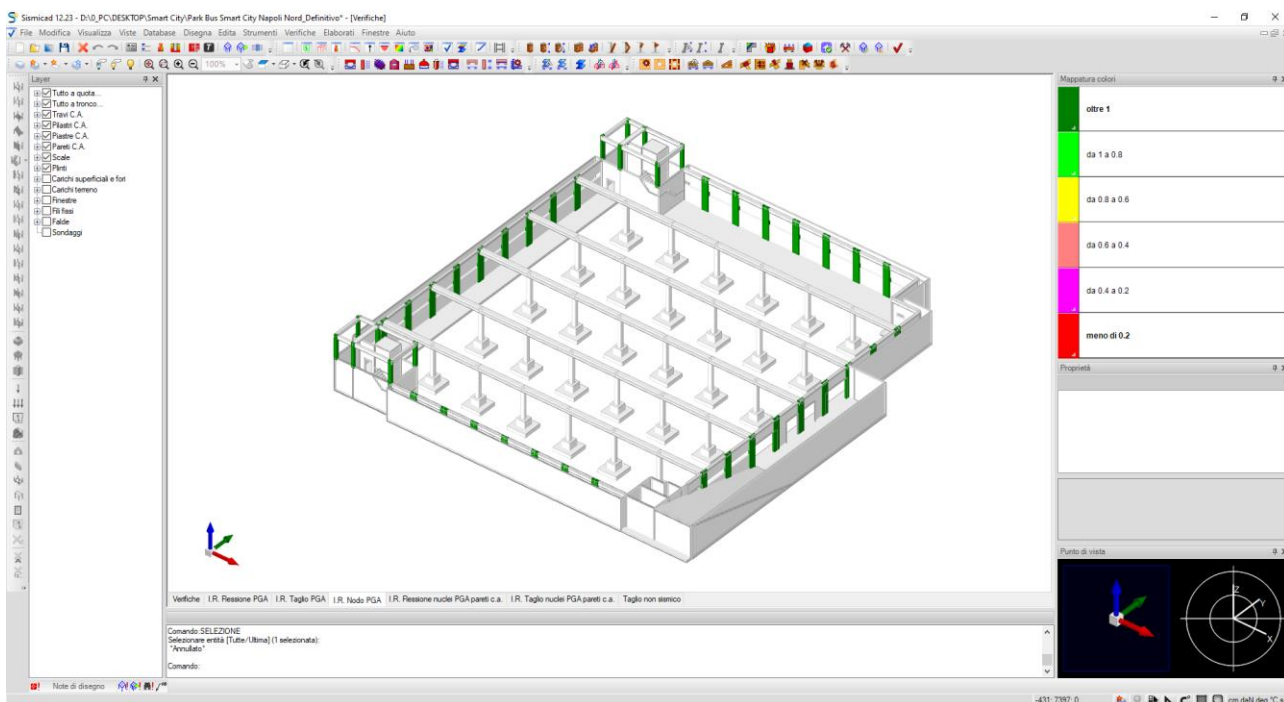 Sismicad 12.23 - D:\0_PC\DESKTOP\Smart City\Park Bus Smart City Napoli Nord_Definitivo* - [Verifiche]
File Modifica Visualizza Viste Database Disegna Edita Strumenti Verifiche Elaborati Finestre Aiuto
100%
Layer
Tutto a quota...
Tutto a tronco...
Travi C.A.
Pilastri C.A.
Piastre C.A.
Pareti C.A.
Scale
Plinti
Carichi superficiali e fori
Carichi terreno
Finestre
Fili fissi
Falde
Sondaggi
Mappatura colori
oltre 1
da 1 a 0.8
da 0.8 a 0.6
da 0.6 a 0.4
da 0.4 a 0.2
meno di 0.2
Proprietà
Punto di vista
Z
Y
X
Verifiche I.R. Flessione PGA I.R. Taglio PGA I.R. Nodo PGA I.R. Flessione nuclei PGA pareti c.a. I.R. Taglio nuclei PGA pareti c.a. Taglio non sismico
Comando:SELEZIONE
Selezionare entità [Tutte/Ultima] (1 selezionata):
*Annullato*
Comando:
Note di disegno
-431; 7397; 0
cm daN deg °C